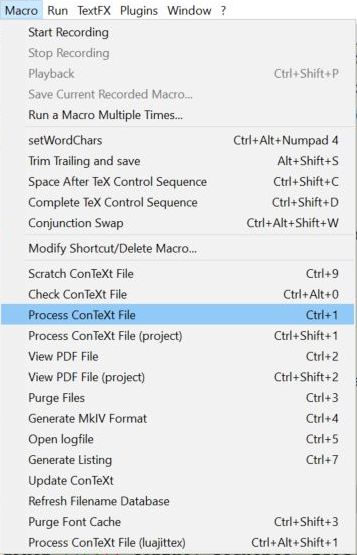 Macro Run TextFX Plugins Window ?
Start Recording
Stop Recording
Playback Ctrl+Shift+P
Save Current Recorded Macro...
Run a Macro Multiple Times...
setWordChars Ctrl+Alt+Numpad 4
Trim Trailing and save Alt+Shift+S
Space After TeX Control Sequence Ctrl+Shift+C
Complete TeX Control Sequence Ctrl+Shift+D
Conjunction Swap Ctrl+Alt+Shift+W
Modify Shortcut/Delete Macro...
Scratch ConTeXt File Ctrl+9
Check ConTeXt File Ctrl+Alt+0
Process ConTeXt File Ctrl+1
Process ConTeXt File (project) Ctrl+Shift+1
View PDF File Ctrl+2
View PDF File (project) Ctrl+Shift+2
Purge Files Ctrl+3
Generate MkIV Format Ctrl+4
Open logfile Ctrl+5
Generate Listing Ctrl+7
Update ConTeXt
Refresh Filename Database
Purge Font Cache Ctrl+Shift+3
Process ConTeXt File (luajittex) Ctrl+Alt+Shift+1